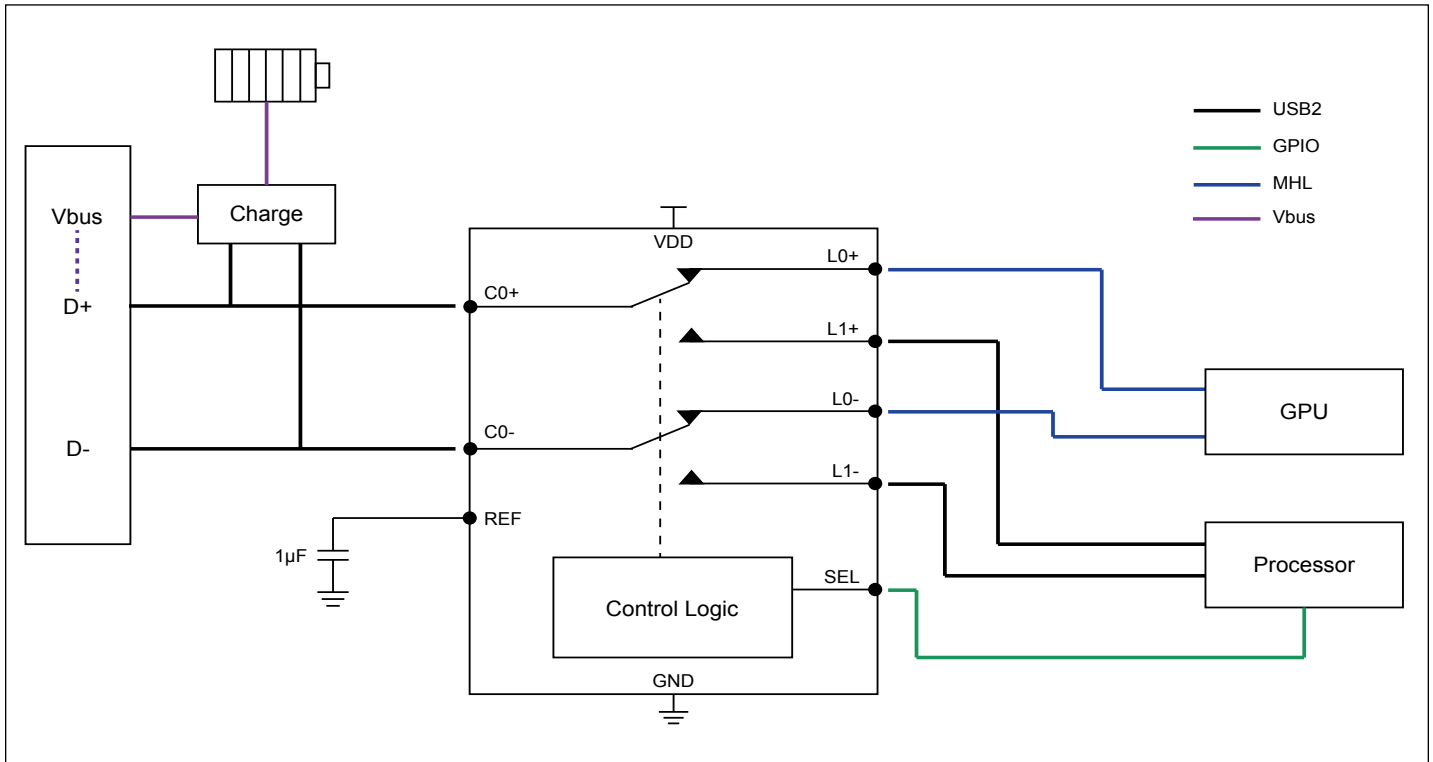 USB2
GPIO
MHL
Vbus
Vbus
Charge
D+
D-
VDD
C0+
L0+
L1+
C0-
L0-
L1-
REF
1µF
SEL
Control Logic
GND
GPU
Processor